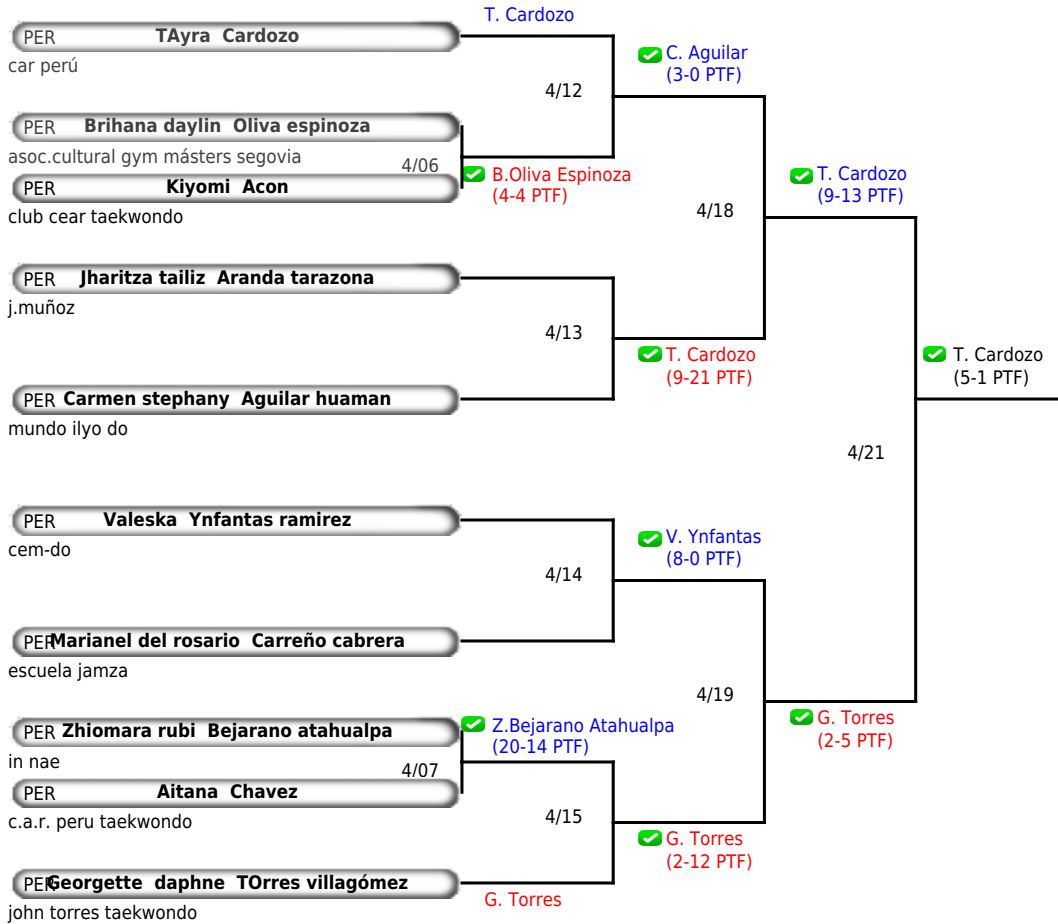 T. Cardozo
PER TAyra Cardozo
car perú
4/12
C. Aguilar
(3-0 PTF)
PER Brihana daylin Oliva espinoza
asoc.cultural gym másters segovia
4/06
B.Oliva Espinoza
(4-4 PTF)
PER Kiyomi Acon
club cear taekwondo
4/18
T. Cardozo
(9-13 PTF)
PER Jharitza tailiz Aranda tarazona
j.muñoz
4/13
T. Cardozo
(9-21 PTF)
PER Carmen stephany Aguilar huaman
mundo ilyo do
T. Cardozo
(5-1 PTF)
4/21
PER Valeska Ynfantas ramirez
cem-do
4/14
V. Ynfantas
(8-0 PTF)
PER Marianel del rosario Carreño cabrera
escuela jamza
4/19
G. Torres
(2-5 PTF)
PER Zhiomara rubi Bejarano atahualpa
in nae
4/07
Z.Bejarano Atahualpa
(20-14 PTF)
PER Aitana Chavez
c.a.r. peru taekwondo
4/15
G. Torres
(2-12 PTF)
PER Georgette daphne TOrres villagómez
john torres taekwondo
G. Torres